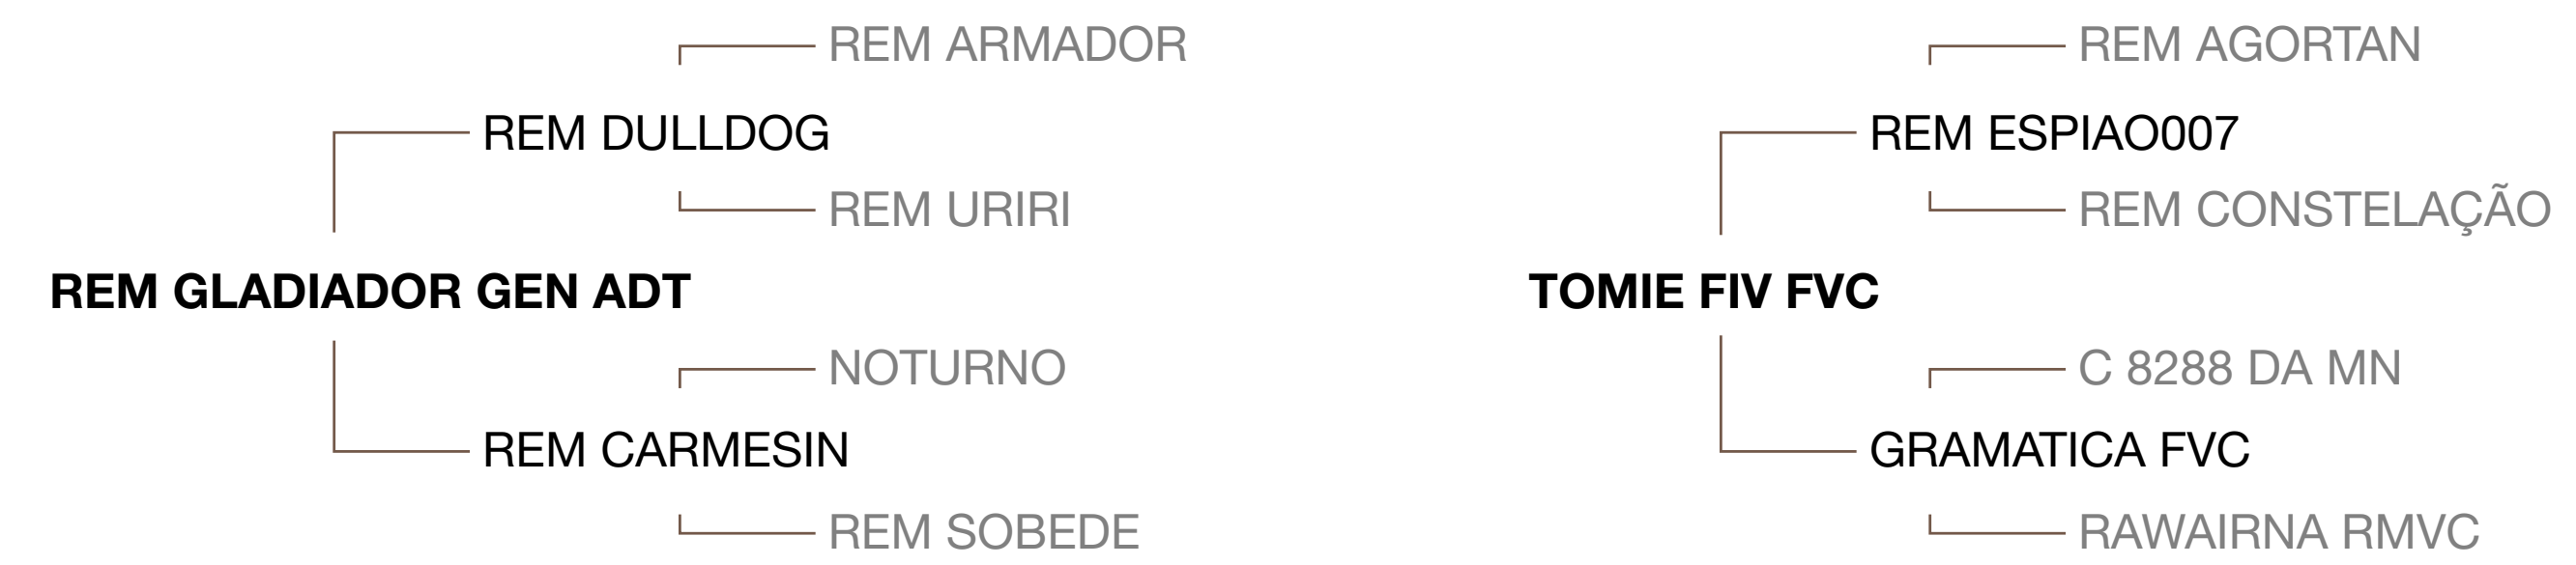 REM ARMADOR
REM DULLDOG
REM URIRI
REM GLADIADOR GEN ADT
NOTURNO
REM CARMESIN
REM SOBEDE
REM AGORTAN
REM ESPIAO007
REM CONSTELAÇÃO
TOMIE FIV FVC
C 8288 DA MN
GRAMATICA FVC
RAWAIRNA RMVC